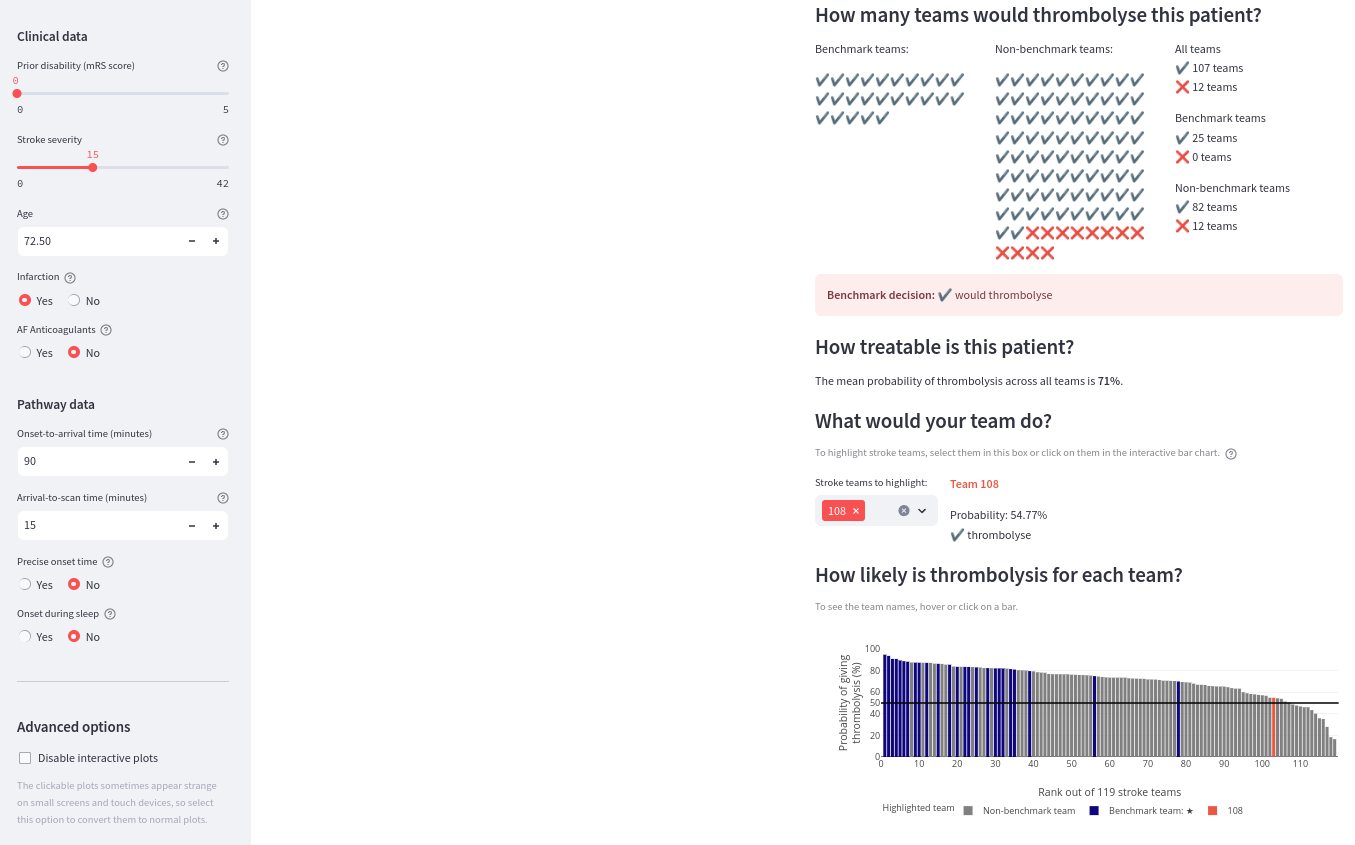 Clinical data
Prior disability (mRS score)
0
0 5
Stroke severity
15
0 42
Age
72.50
Infarction
Yes No
AF Anticoagulants
Yes No
Pathway data
Onset-to-arrival time (minutes)
90
Arrival-to-scan time (minutes)
15
Precise onset time
Yes No
Onset during sleep
Yes No
Advanced options
Disable interactive plots
The clickable plots sometimes appear strange
on small screens and touch devices, so select
this option to convert them to normal plots.
How many teams would thrombolyse this patient?
Benchmark teams:
Non-benchmark teams:
All teams
✔️ 107 teams
❌ 12 teams
Benchmark teams
✔️ 25 teams
❌ 0 teams
Non-benchmark teams
✔️ 82 teams
❌ 12 teams
Benchmark decision: ✔️ would thrombolyse
How treatable is this patient?
The mean probability of thrombolysis across all teams is 71%.
What would your team do?
To highlight stroke teams, select them in this box or click on them in the interactive bar chart.
Stroke teams to highlight:
108 ×
Team 108
Probability: 54.77%
✔️ thrombolyse
How likely is thrombolysis for each team?
To see the team names, hover or click on a bar.
Probability of giving
thrombolysis (%)
100
80
60
50
40
20
0
0 10 20 30 40 50 60 70 80 90 100 110
Rank out of 119 stroke teams
Highlighted team Non-benchmark team Benchmark team: ★ 108